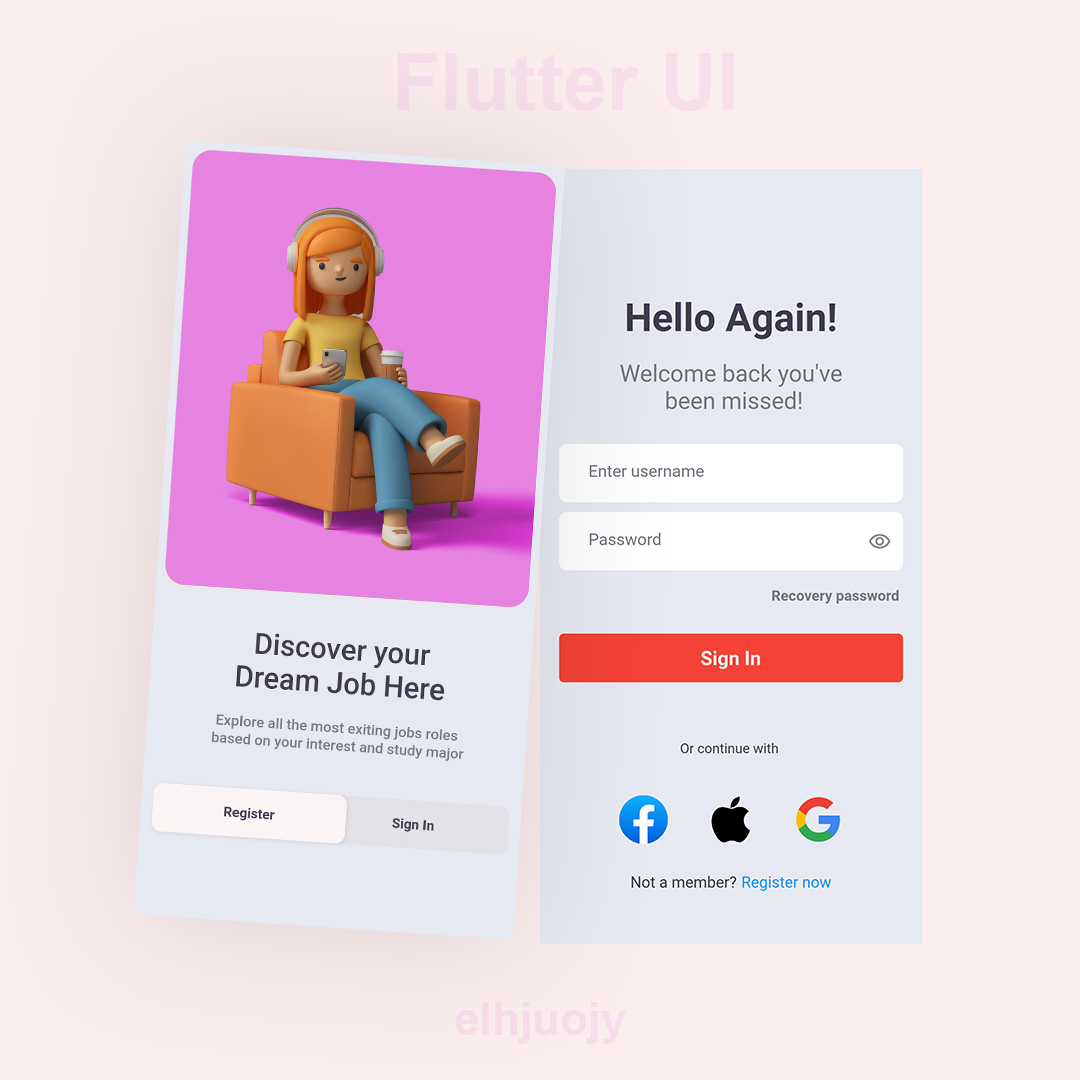 Flutter UI
Discover your
Dream Job Here
Explore all the most exiting jobs roles
based on your interest and study major
Register
Sign In
Hello Again!
Welcome back you've
been missed!
Enter username
Password
Recovery password
Sign In
Or continue with
Not a member? Register now
elhjuojy